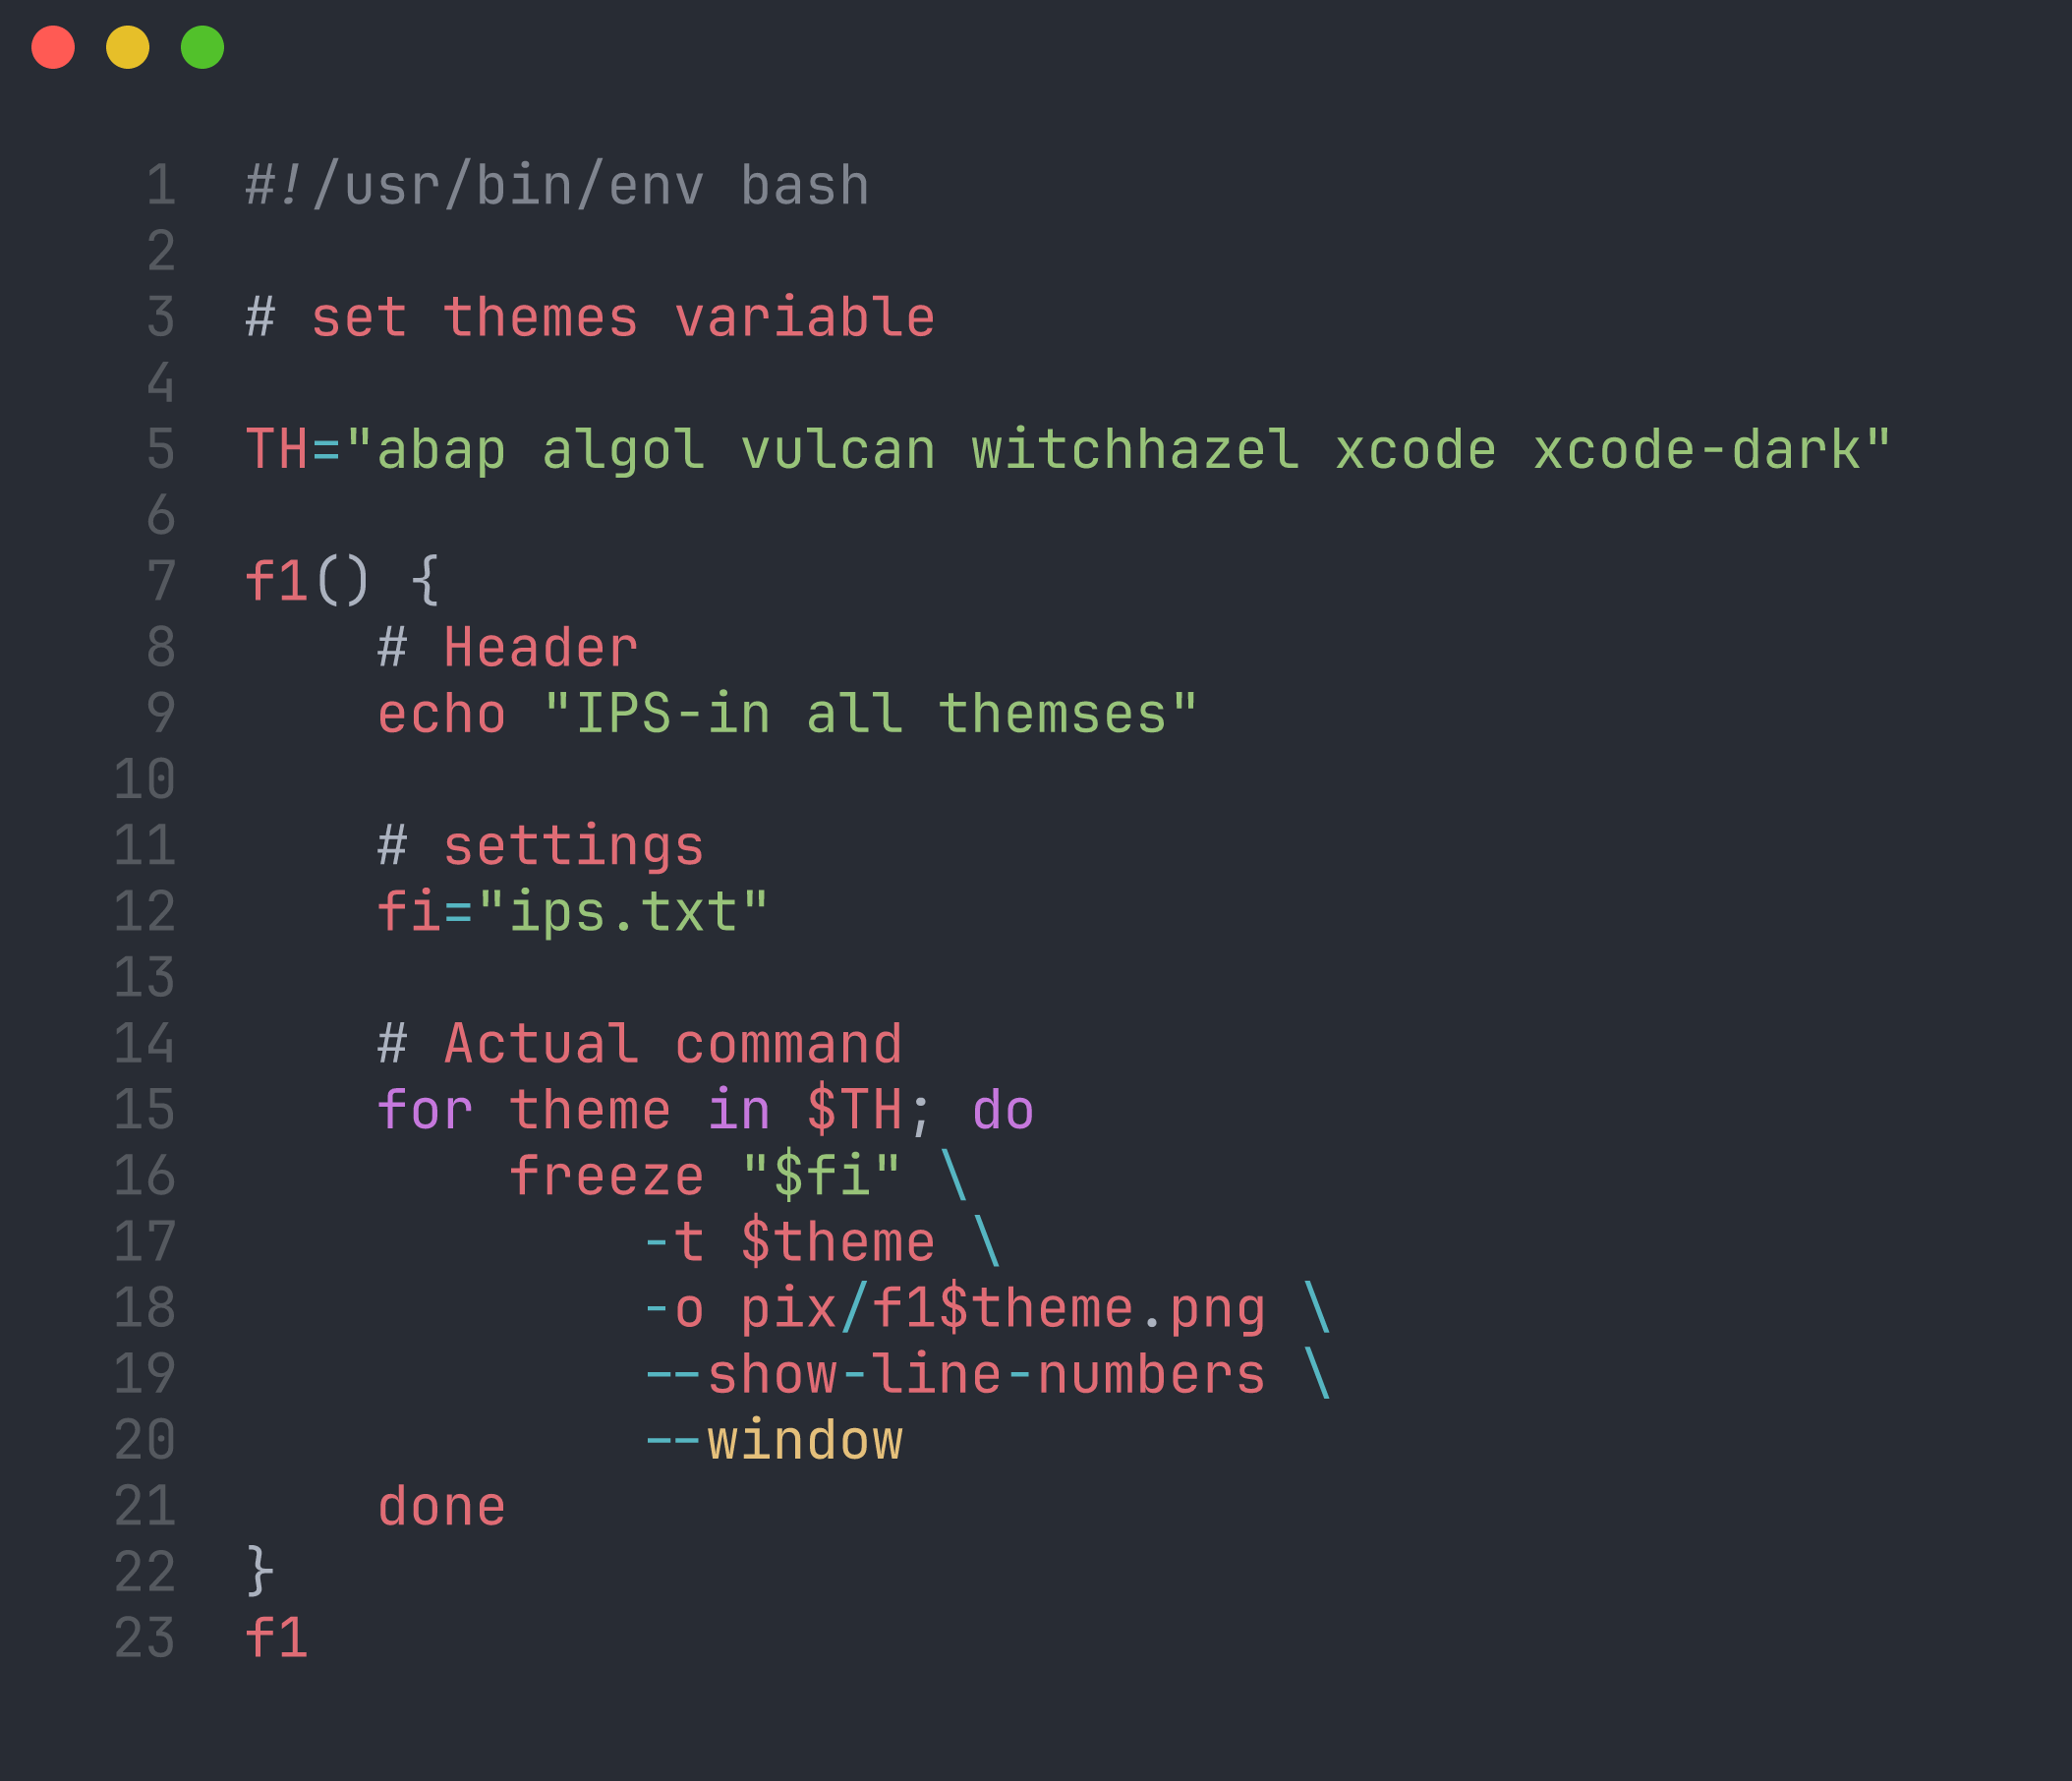 1 #!/usr/bin/env bash
2
3 # set themes variable
4
5 TH="abap algol vulcan witchhazel xcode xcode-dark"
6
7 f1() {
8     # Header
9     echo "IPS-in all themses"
10
11     # settings
12     fi="ips.txt"
13
14     # Actual command
15     for theme in $TH; do
16         freeze "$fi" \
17             -t $theme \
18             -o pix/f1$theme.png \
19             --show-line-numbers \
20             --window
21     done
22 }
23 f1